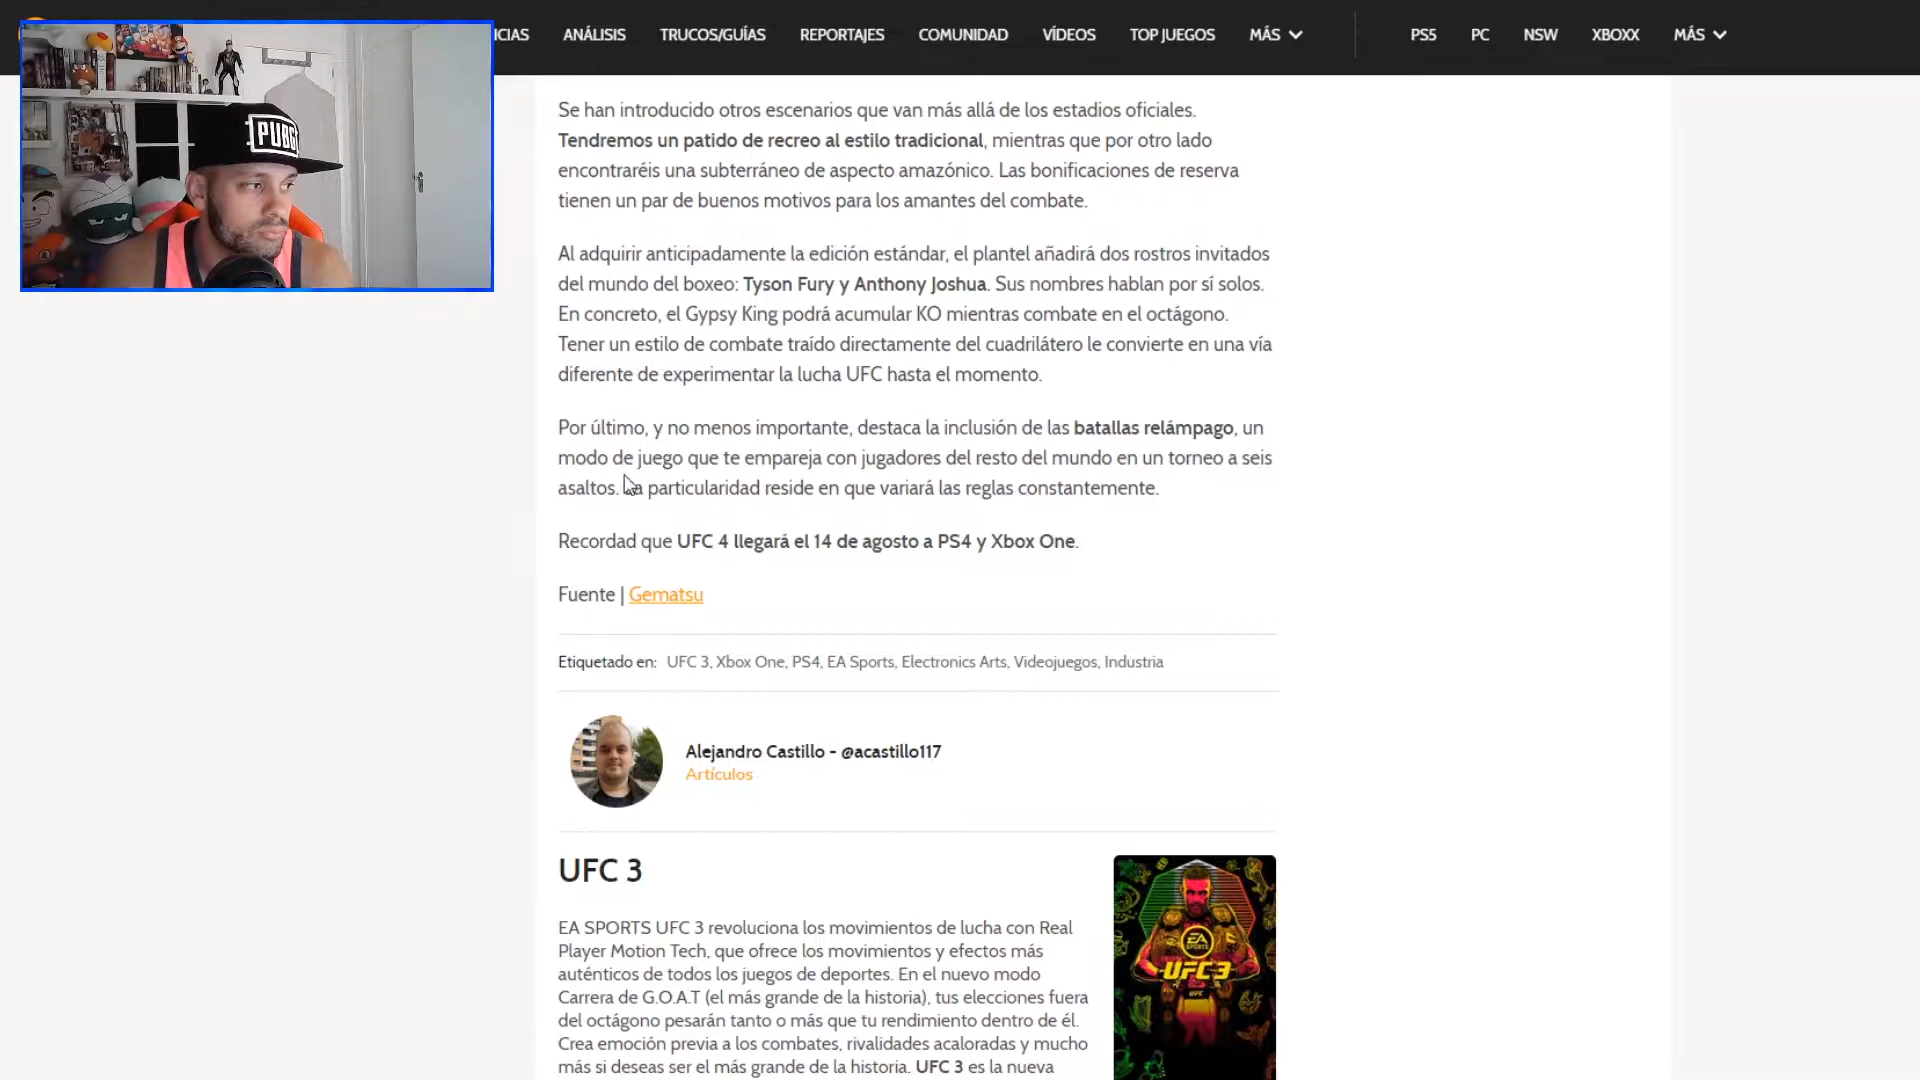 ICIAS ANÁLISIS TRUCOS/GUÍAS REPORTAJES COMUNIDAD VÍDEOS TOP JUEGOS MÁS PS5 PC NSW XBOXX MÁS
PUBG
Se han introducido otros escenarios que van más allá de los estadios oficiales.
Tendremos un patido de recreo al estilo tradicional, mientras que por otro lado
encontraréis una subterráneo de aspecto amazónico. Las bonificaciones de reserva
tienen un par de buenos motivos para los amantes del combate.
Al adquirir anticipadamente la edición estándar, el plantel añadirá dos rostros invitados
del mundo del boxeo: Tyson Fury y Anthony Joshua. Sus nombres hablan por sí solos.
En concreto, el Gypsy King podrá acumular KO mientras combate en el octágono.
Tener un estilo de combate traído directamente del cuadrilátero le convierte en una vía
diferente de experimentar la lucha UFC hasta el momento.
Por último, y no menos importante, destaca la inclusión de las batallas relámpago, un
modo de juego que te empareja con jugadores del resto del mundo en un torneo a seis
asaltos. La particularidad reside en que variará las reglas constantemente.
Recordad que UFC 4 llegará el 14 de agosto a PS4 y Xbox One.
Fuente | Gematsu
Etiquetado en: UFC 3, Xbox One, PS4, EA Sports, Electronics Arts, Videojuegos, Industria
Alejandro Castillo - @acastillo117
Artículos
UFC 3
EA SPORTS UFC 3 revoluciona los movimientos de lucha con Real
Player Motion Tech, que ofrece los movimientos y efectos más
auténticos de todos los juegos de deportes. En el nuevo modo
Carrera de G.O.A.T (el más grande de la historia), tus elecciones fuera
del octágono pesarán tanto o más que tu rendimiento dentro de él.
Crea emoción previa a los combates, rivalidades acaloradas y mucho
más si deseas ser el más grande de la historia. UFC 3 es la nueva
EA
SPORTS
UFC 3
UFC